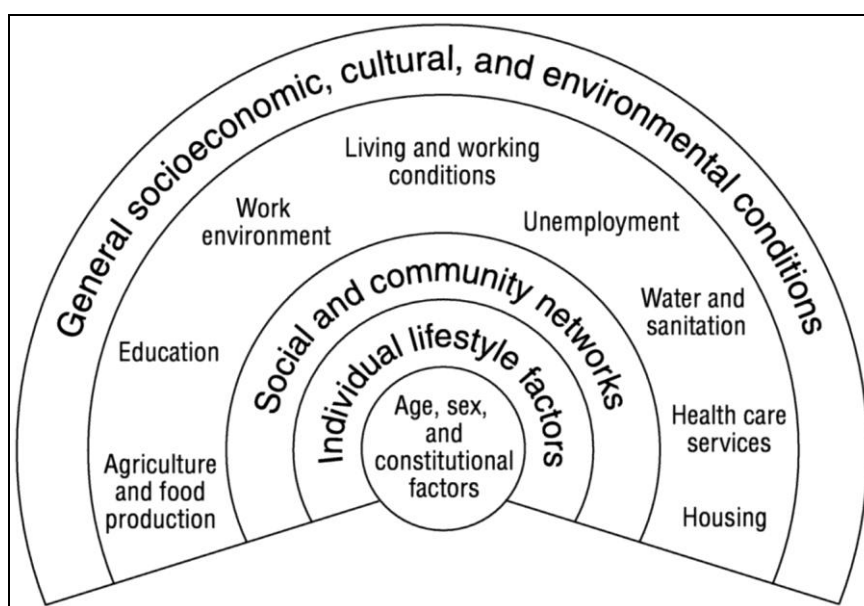 General socioeconomic, cultural, and environmental conditions
Living and working
conditions
Work
environment
Unemployment
Water and
sanitation
Education
Health care
services
Agriculture
and food
production
Housing
Social and community networks
Individual lifestyle factors
Age, sex,
and
constitutional
factors